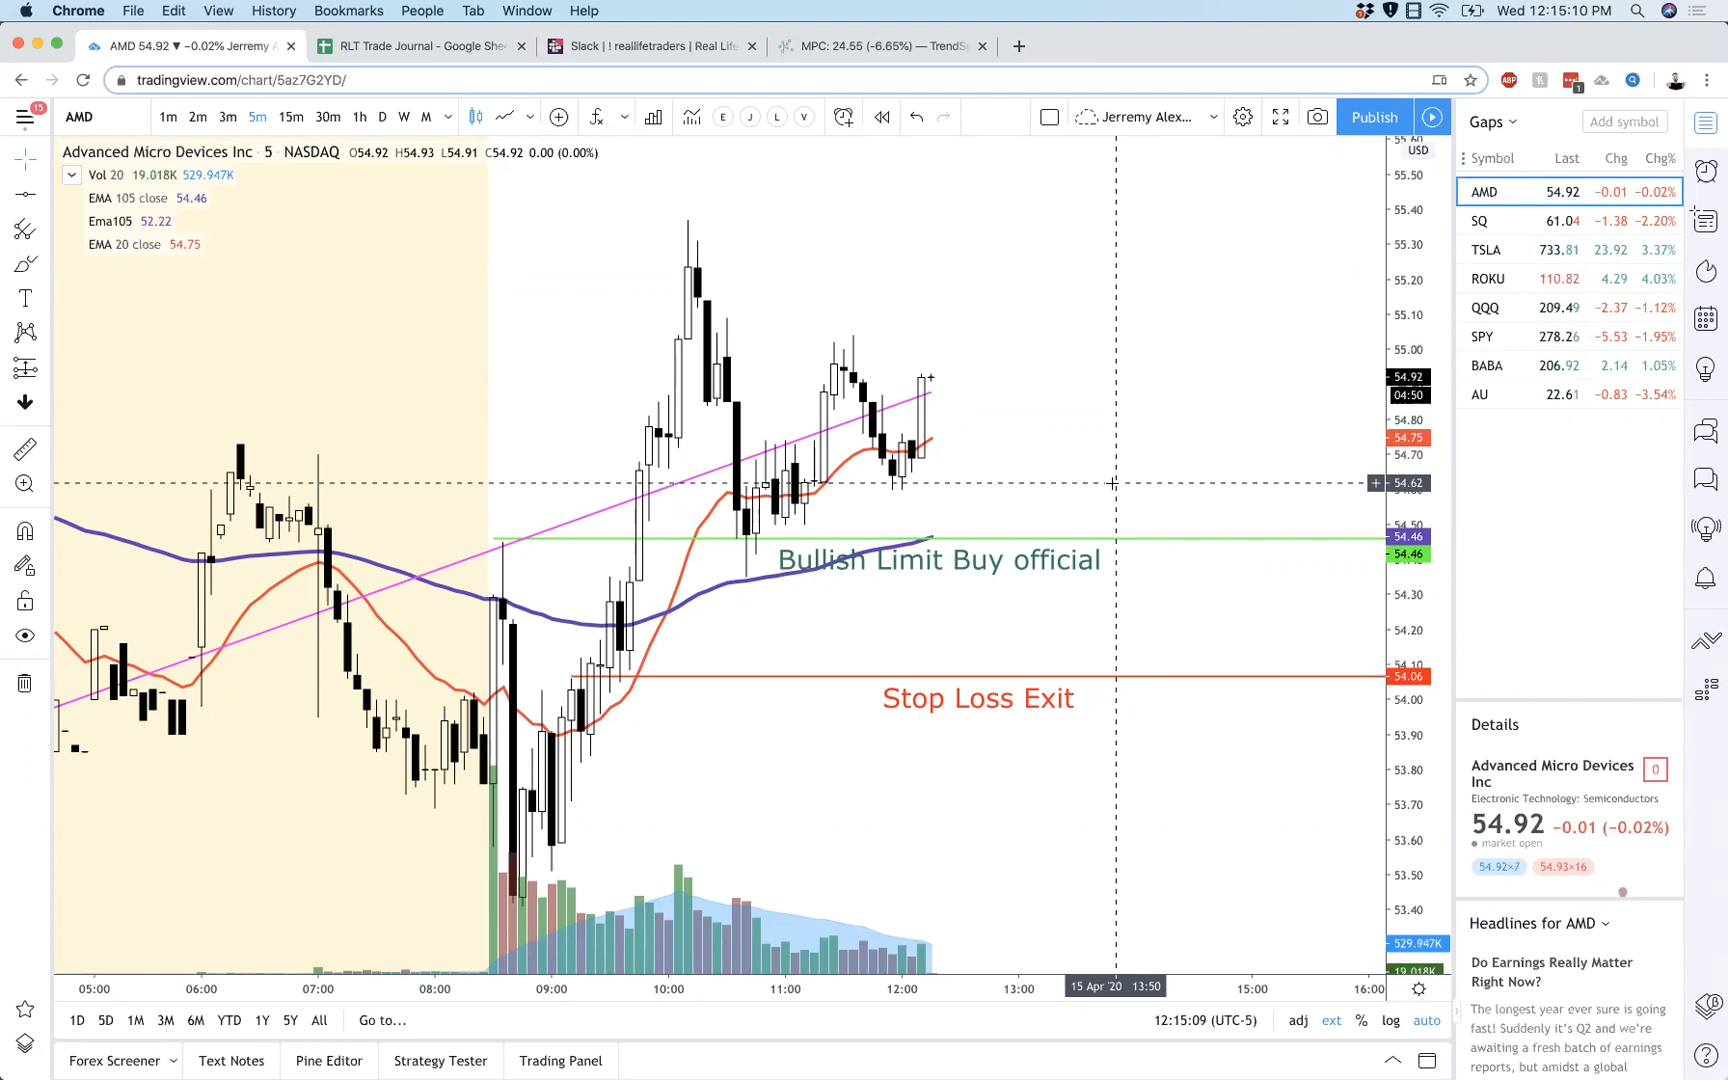 Chrome File Edit View History Bookmarks People Tab Window Help Wed 12:15:10 PM
AMD 54.92 ▼ −0.02% Jerremy RLT Trade Journal - Google She Slack | ! reallifetraders | Real Life MPC: 24.55 (-6.65%) — TrendS
tradingview.com/chart/5az7G2YD/
ABP 1
15 AMD 1m 2m 3m 5m 15m 30m 1h D W M E J L V Jerremy Alex... Publish
Advanced Micro Devices Inc · 5 · NASDAQ O54.92 H54.93 L54.91 C54.92 0.00 (0.00%)
Vol 20 19.018K 529.947K
EMA 105 close 54.46
Ema105 52.22
EMA 20 close 54.75
USD
55.50
55.40
55.30
55.20
55.10
55.00
54.92
04:50
54.80
54.75
54.70
54.62
54.50
54.46
54.46
54.30
54.20
54.10
54.06
54.00
53.90
53.80
53.70
53.60
53.50
53.40
529.947K
19.018K
Bullish Limit Buy official
Stop Loss Exit
05:00 06:00 07:00 08:00 09:00 10:00 11:00 12:00 13:00 15 Apr '20 13:50 15:00 16:00
1D 5D 1M 3M 6M YTD 1Y 5Y All Go to... 12:15:09 (UTC-5) adj ext % log auto
Forex Screener Text Notes Pine Editor Strategy Tester Trading Panel
Gaps Add symbol
Symbol Last Chg Chg%
AMD 54.92 −0.01 −0.02%
SQ 61.04 −1.38 −2.20%
TSLA 733.81 23.92 3.37%
ROKU 110.82 4.29 4.03%
QQQ 209.49 −2.37 −1.12%
SPY 278.26 −5.53 −1.95%
BABA 206.92 2.14 1.05%
AU 22.61 −0.83 −3.54%
Details
Advanced Micro Devices
Inc
0
Electronic Technology: Semiconductors
54.92 −0.01 (−0.02%)
market open
54.92×7 54.93×16
Headlines for AMD
Do Earnings Really Matter
Right Now?
The longest year ever sure is going
fast! Suddenly it's Q2 and we're
awaiting a fresh batch of earnings
reports, but amidst a global